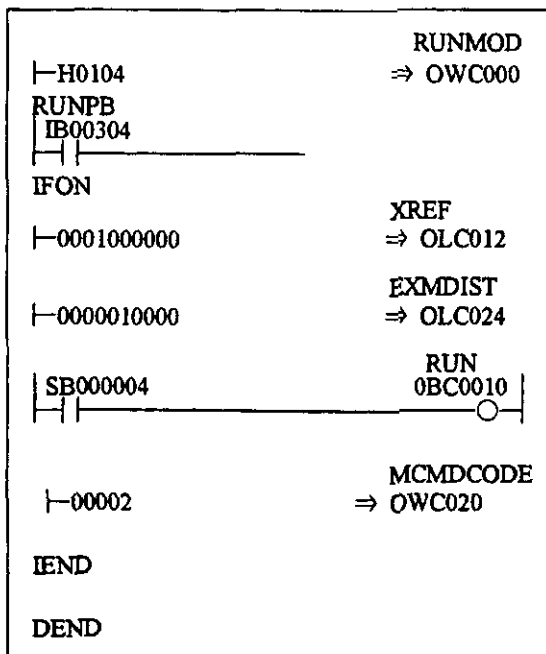 RUNMOD
H0104 ⇒ OWC000
RUNPB
IB00304
IFON
XREF
0001000000 ⇒ OLC012
EXMDIST
0000010000 ⇒ OLC024
RUN
SB000004 0BC0010
MCMDCODE
00002 ⇒ OWC020
IEND
DEND